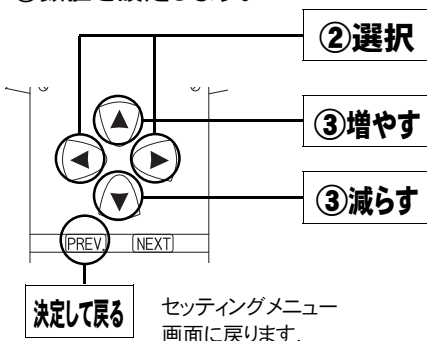 ②選択
③増やす
③減らす
PREV. NEXT
決定して戻る
セッティングメニュー
画面に戻ります.